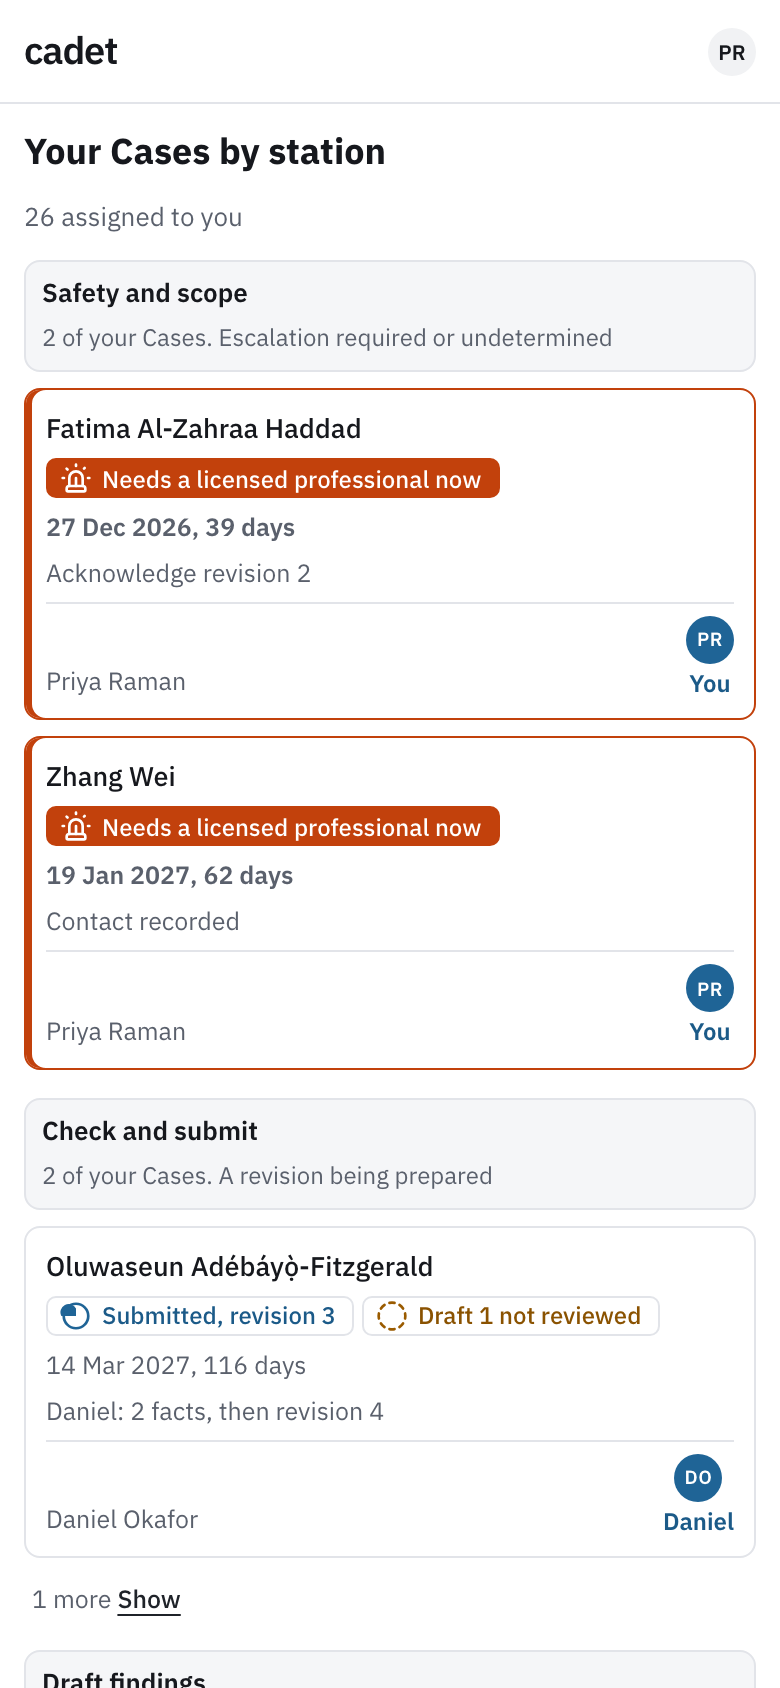 cadet
PR
Your Cases by station
26 assigned to you
Safety and scope
2 of your Cases. Escalation required or undetermined
Fatima Al-Zahraa Haddad
Needs a licensed professional now
27 Dec 2026, 39 days
Acknowledge revision 2
PR
Priya Raman
You
Zhang Wei
Needs a licensed professional now
19 Jan 2027, 62 days
Contact recorded
PR
Priya Raman
You
Check and submit
2 of your Cases. A revision being prepared
Oluwaseun Adébáyọ̀-Fitzgerald
Submitted, revision 3
Draft 1 not reviewed
14 Mar 2027, 116 days
Daniel: 2 facts, then revision 4
DO
Daniel Okafor
Daniel
1 more Show
Draft findings